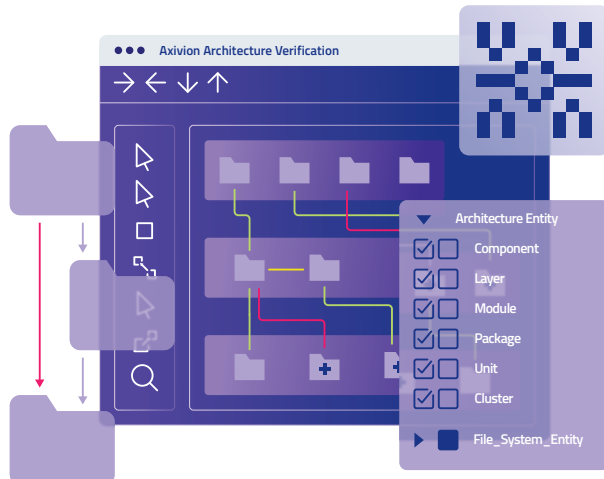 Axivion Architecture Verification
Architecture Entity
Component
Layer
Module
Package
Unit
Cluster
File_System_Entity